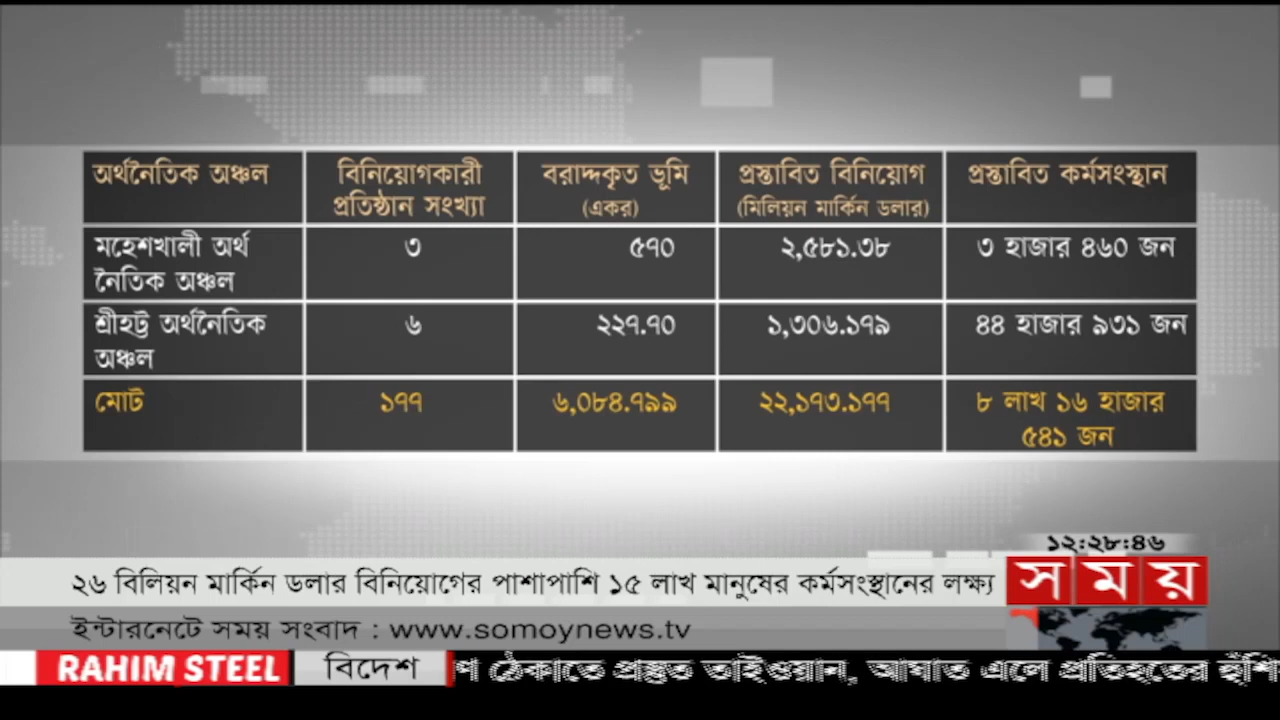 অর্থনৈতিক অঞ্চল
বিনিয়োগকারী প্রতিষ্ঠান সংখ্যা
বরাদ্দকৃত ভূমি (একর)
প্রস্তাবিত বিনিয়োগ (মিলিয়ন মার্কিন ডলার)
প্রস্তাবিত কর্মসংস্থান
মহেশখালী অর্থ
নৈতিক অঞ্চল
৩
৫৭০
২,৫৮১.৩৮
৩ হাজার ৪৬০ জন
শ্রীহট্ট অর্থনৈতিক
অঞ্চল
৬
২২৭.৭০
১,৩০৬.১৭৯
৪৪ হাজার ৯৩১ জন
মোট
১৭৭
৬,০৮৪.৭৯৯
২২,১৭৩.১৭৭
৮ লাখ ১৬ হাজার
৫৪১ জন
১২:২৮:৪৬
২৬ বিলিয়ন মার্কিন ডলার বিনিয়োগের পাশাপাশি ১৫ লাখ মানুষের কর্মসংস্থানের লক্ষ্য
সময়
ইন্টারনেটে সময় সংবাদ : www.somoynews.tv
RAHIM STEEL বিদেশ ঠেকাতে প্রস্তুত তাইওয়ান, আঘাত এলে প্রতিহতের